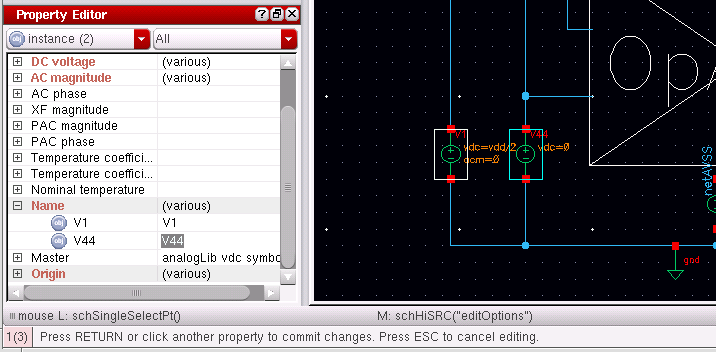 Property Editor
instance (2) All
DC voltage (various)
AC magnitude (various)
AC phase
XF magnitude
PAC magnitude
PAC phase
Temperature coeffici...
Temperature coeffici...
Nominal temperature
Name (various)
V1 V1
V44 V44
Master analogLib vdc symbo
Origin (various)
OpA
V1
vdc=vdd/2
acm=0
V44
vdc=0
netAVSS
gnd
mouse L: schSingleSelectPt() M: schHiSRC("editOptions")
1(3) Press RETURN or click another property to commit changes. Press ESC to cancel editing.